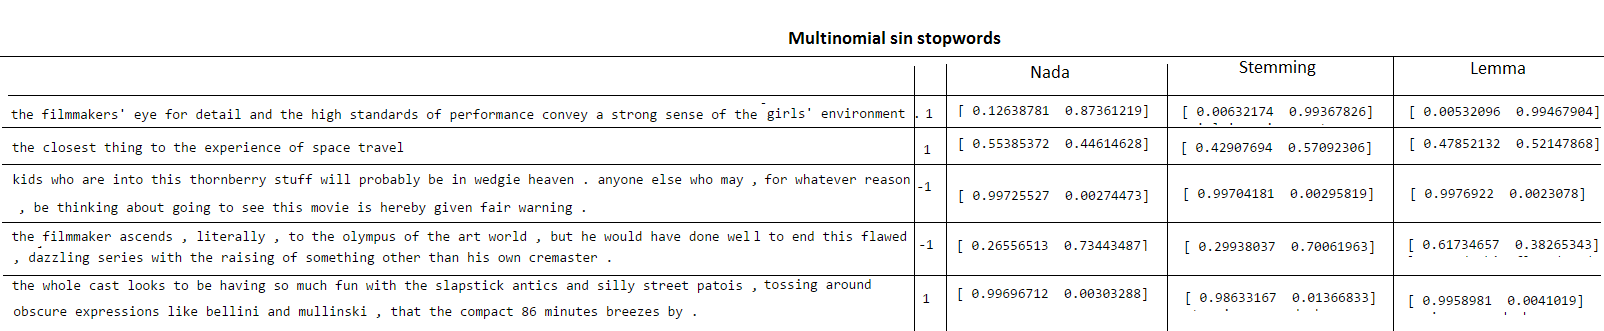 Multinomial sin stopwords
Nada Stemming Lemma
the filmmakers' eye for detail and the high standards of performance convey a strong sense of the girls' environment . 1 [ 0.12638781 0.87361219] [ 0.00632174 0.99367826] [ 0.00532096 0.99467904]
the closest thing to the experience of space travel 1 [ 0.55385372 0.44614628] [ 0.42907694 0.57092306] [ 0.47852132 0.52147868]
kids who are into this thornberry stuff will probably be in wedgie heaven . anyone else who may , for whatever reason
, be thinking about going to see this movie is hereby given fair warning . -1 [ 0.99725527 0.00274473] [ 0.99704181 0.00295819] [ 0.9976922 0.0023078]
the filmmaker ascends , literally , to the olympus of the art world , but he would have done well to end this flawed
, dazzling series with the raising of something other than his own cremaster . -1 [ 0.26556513 0.73443487] [ 0.29938037 0.70061963] [ 0.61734657 0.38265343]
the whole cast looks to be having so much fun with the slapstick antics and silly street patois , tossing around
obscure expressions like bellini and mullinski , that the compact 86 minutes breezes by . 1 [ 0.99696712 0.00303288] [ 0.98633167 0.01366833] [ 0.9958981 0.0041019]